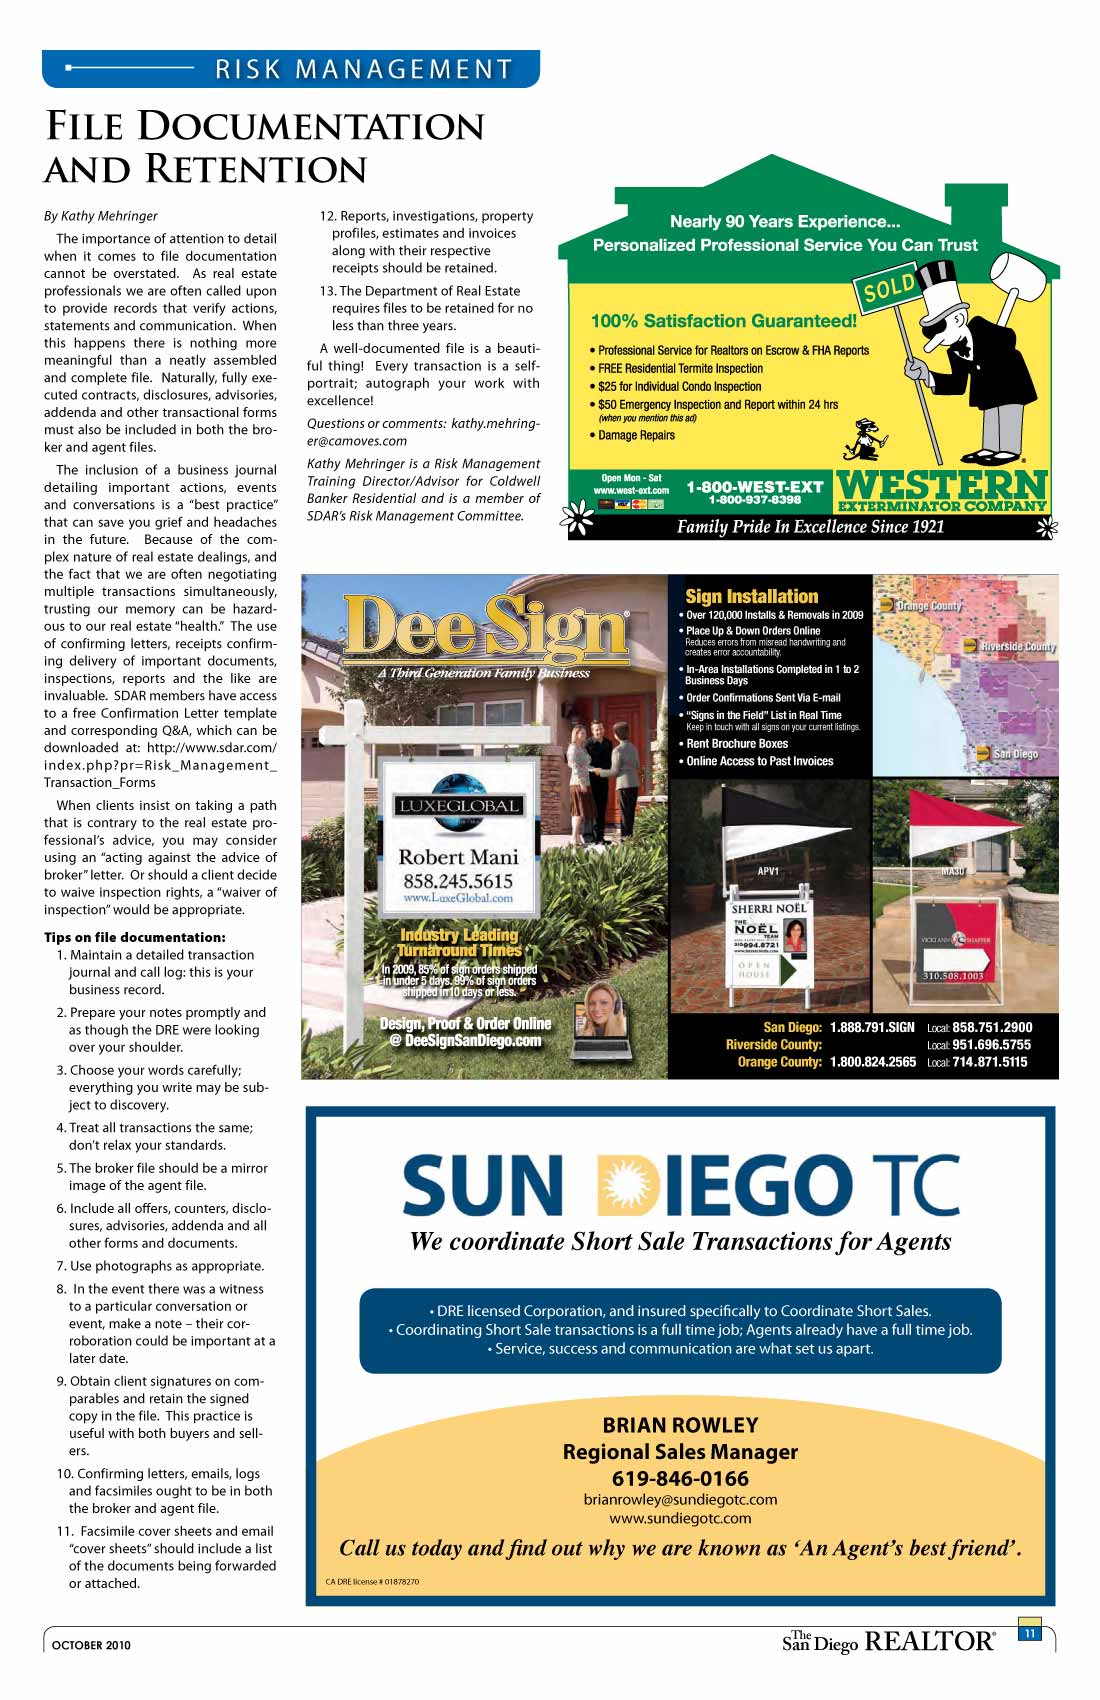 RISK MANAGEMENT
FILE DOCUMENTATION
AND RETENTION
By Kathy Mehringer
The importance of attention to detail
when it comes to file documentation
cannot be overstated. As real estate
professionals we are often called upon
to provide records that verify actions,
statements and communication. When
this happens there is nothing more
meaningful than a neatly assembled
and complete file. Naturally, fully exe-
cuted contracts, disclosures, advisories,
addenda and other transactional forms
must also be included in both the bro-
ker and agent files.
The inclusion of a business journal
detailing important actions, events
and conversations is a "best practice"
that can save you grief and headaches
in the future. Because of the com-
plex nature of real estate dealings, and
the fact that we are often negotiating
multiple transactions simultaneously,
trusting our memory can be hazard-
ous to our real estate "health." The use
of confirming letters, receipts confirm-
ing delivery of important documents,
inspections, reports and the like are
invaluable. SDAR members have access
to a free Confirmation Letter template
and corresponding Q&A, which can be
downloaded at: http://www.sdar.com/
index.php?pr=Risk_Management_
Transaction_Forms
When clients insist on taking a path
that is contrary to the real estate pro-
fessional's advice, you may consider
using an "acting against the advice of
broker" letter. Or should a client decide
to waive inspection rights, a "waiver of
inspection" would be appropriate.
Tips on file documentation:
1. Maintain a detailed transaction
journal and call log: this is your
business record.
2. Prepare your notes promptly and
as though the DRE were looking
over your shoulder.
3. Choose your words carefully;
everything you write may be sub-
ject to discovery.
4. Treat all transactions the same;
don't relax your standards.
5. The broker file should be a mirror
image of the agent file.
6. Include all offers, counters, disclo-
sures, advisories, addenda and all
other forms and documents.
7. Use photographs as appropriate.
8. In the event there was a witness
to a particular conversation or
event, make a note – their cor-
roboration could be important at a
later date.
9. Obtain client signatures on com-
parables and retain the signed
copy in the file. This practice is
useful with both buyers and sell-
ers.
10. Confirming letters, emails, logs
and facsimiles ought to be in both
the broker and agent file.
11. Facsimile cover sheets and email
"cover sheets" should include a list
of the documents being forwarded
or attached.
12. Reports, investigations, property
profiles, estimates and invoices
along with their respective
receipts should be retained.
13. The Department of Real Estate
requires files to be retained for no
less than three years.
A well-documented file is a beauti-
ful thing! Every transaction is a self-
portrait; autograph your work with
excellence!
Questions or comments: kathy.mehring-
er@camoves.com
Kathy Mehringer is a Risk Management
Training Director/Advisor for Coldwell
Banker Residential and is a member of
SDAR's Risk Management Committee.
Nearly 90 Years Experience...
Personalized Professional Service You Can Trust
SOLD
100% Satisfaction Guaranteed!
• Professional Service for Realtors on Escrow & FHA Reports
• FREE Residential Termite Inspection
• $25 for Individual Condo Inspection
• $50 Emergency Inspection and Report within 24 hrs
(when you mention this ad)
• Damage Repairs
Open Mon - Sat
www.west-ext.com
1-800-WEST-EXT
1-800-937-8398
WESTERN
EXTERMINATOR COMPANY
Family Pride In Excellence Since 1921
Dee Sign®
A Third Generation Family Business
LUXEGLOBAL
Robert Mani
858.245.5615
www.LuxeGlobal.com
Industry Leading
Turnaround Times
In 2009, 85% of sign orders shipped
in under 5 days. 99% of sign orders
shipped in 10 days or less.
Design, Proof & Order Online
@ DeeSignSanDiego.com
Sign Installation
• Over 120,000 Installs & Removals in 2009
• Place Up & Down Orders Online
Reduces errors from misread handwriting and
creates error accountability.
• In-Area Installations Completed in 1 to 2
Business Days
• Order Confirmations Sent Via E-mail
• "Signs in the Field" List in Real Time
Keep in touch with all signs on your current listings.
• Rent Brochure Boxes
• Online Access to Past Invoices
Orange County
Riverside County
San Diego
APV1
SHERRI NOËL
THE
NOËL
TEAM
310994.8721
OPEN
HOUSE
MA30
VICKI ANN SHAFFER
310.508.1003
San Diego: 1.888.791.SIGN Local: 858.751.2900
Riverside County: Local: 951.696.5755
Orange County: 1.800.824.2565 Local: 714.871.5115
SUN DIEGO TC
We coordinate Short Sale Transactions for Agents
• DRE licensed Corporation, and insured specifically to Coordinate Short Sales.
• Coordinating Short Sale transactions is a full time job; Agents already have a full time job.
• Service, success and communication are what set us apart.
BRIAN ROWLEY
Regional Sales Manager
619-846-0166
brianrowley@sundiegotc.com
www.sundiegotc.com
Call us today and find out why we are known as 'An Agent's best friend'.
CA DRE license # 01878270
OCTOBER 2010
The San Diego REALTOR®
11